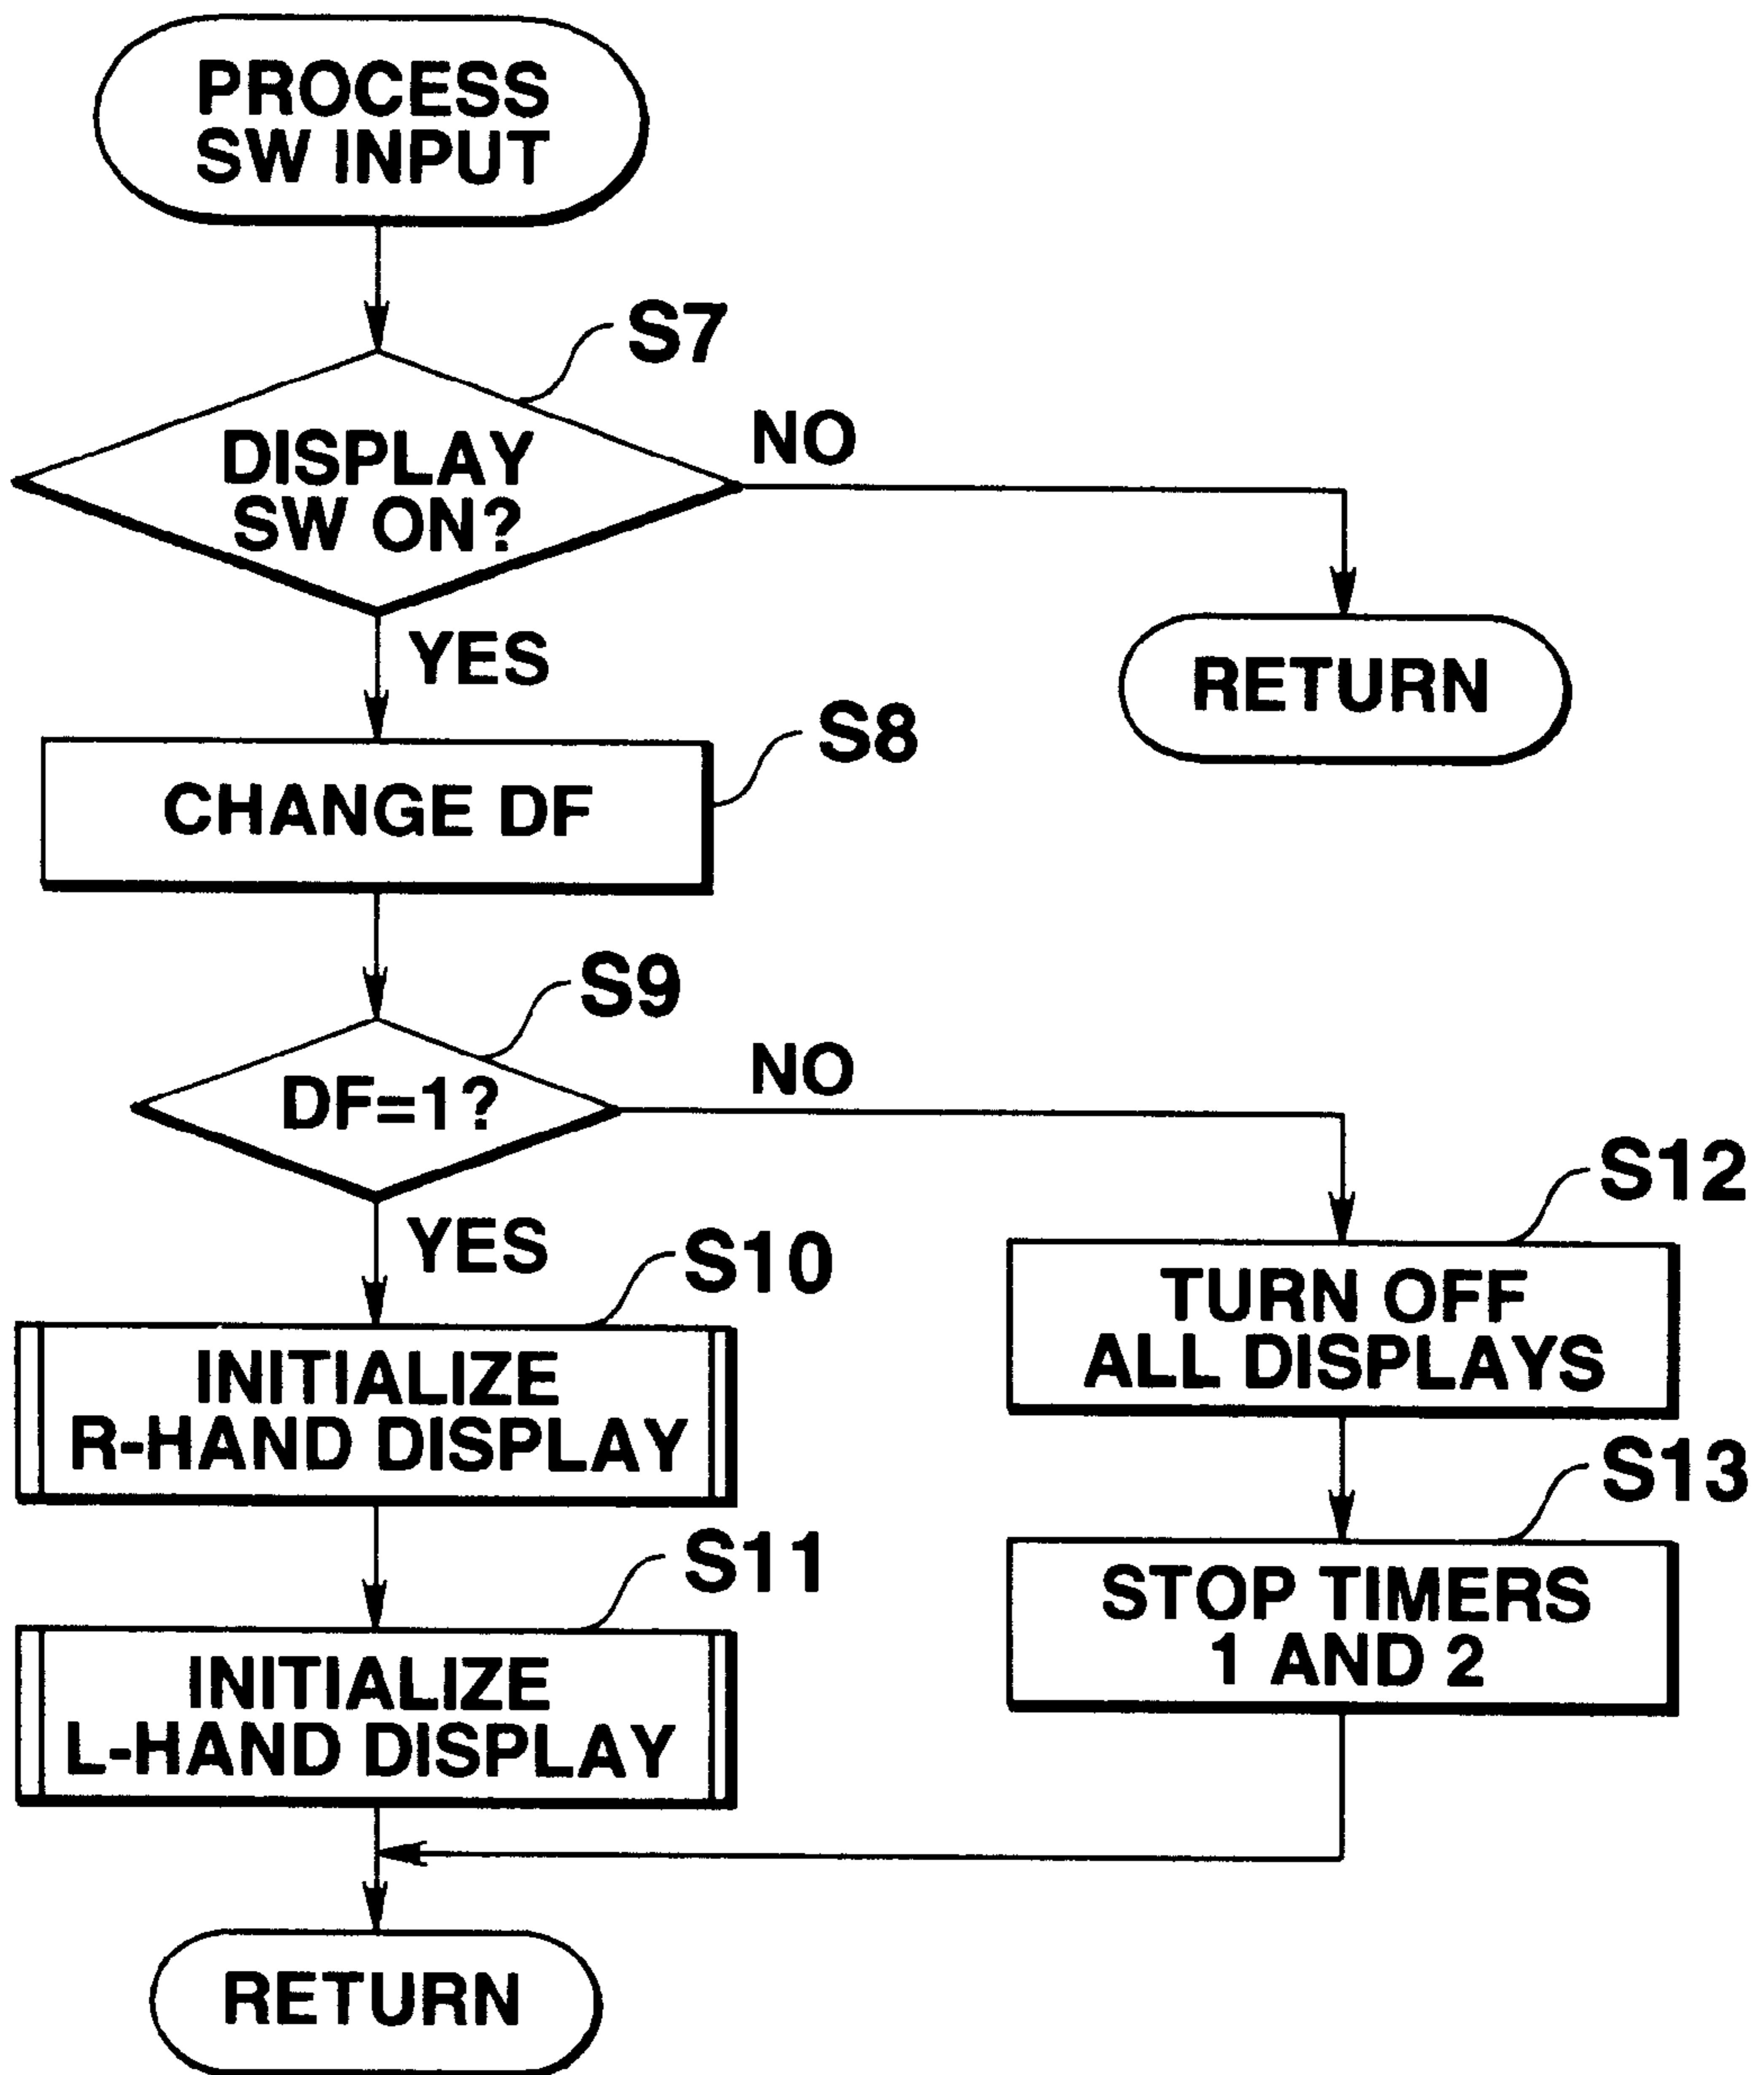 PROCESS
SW INPUT
S7
DISPLAY
SW ON?
NO
YES
RETURN
S8
CHANGE DF
S9
DF=1?
NO
YES
S12
TURN OFF
ALL DISPLAYS
S10
INITIALIZE
R-HAND DISPLAY
S13
STOP TIMERS
1 AND 2
S11
INITIALIZE
L-HAND DISPLAY
RETURN